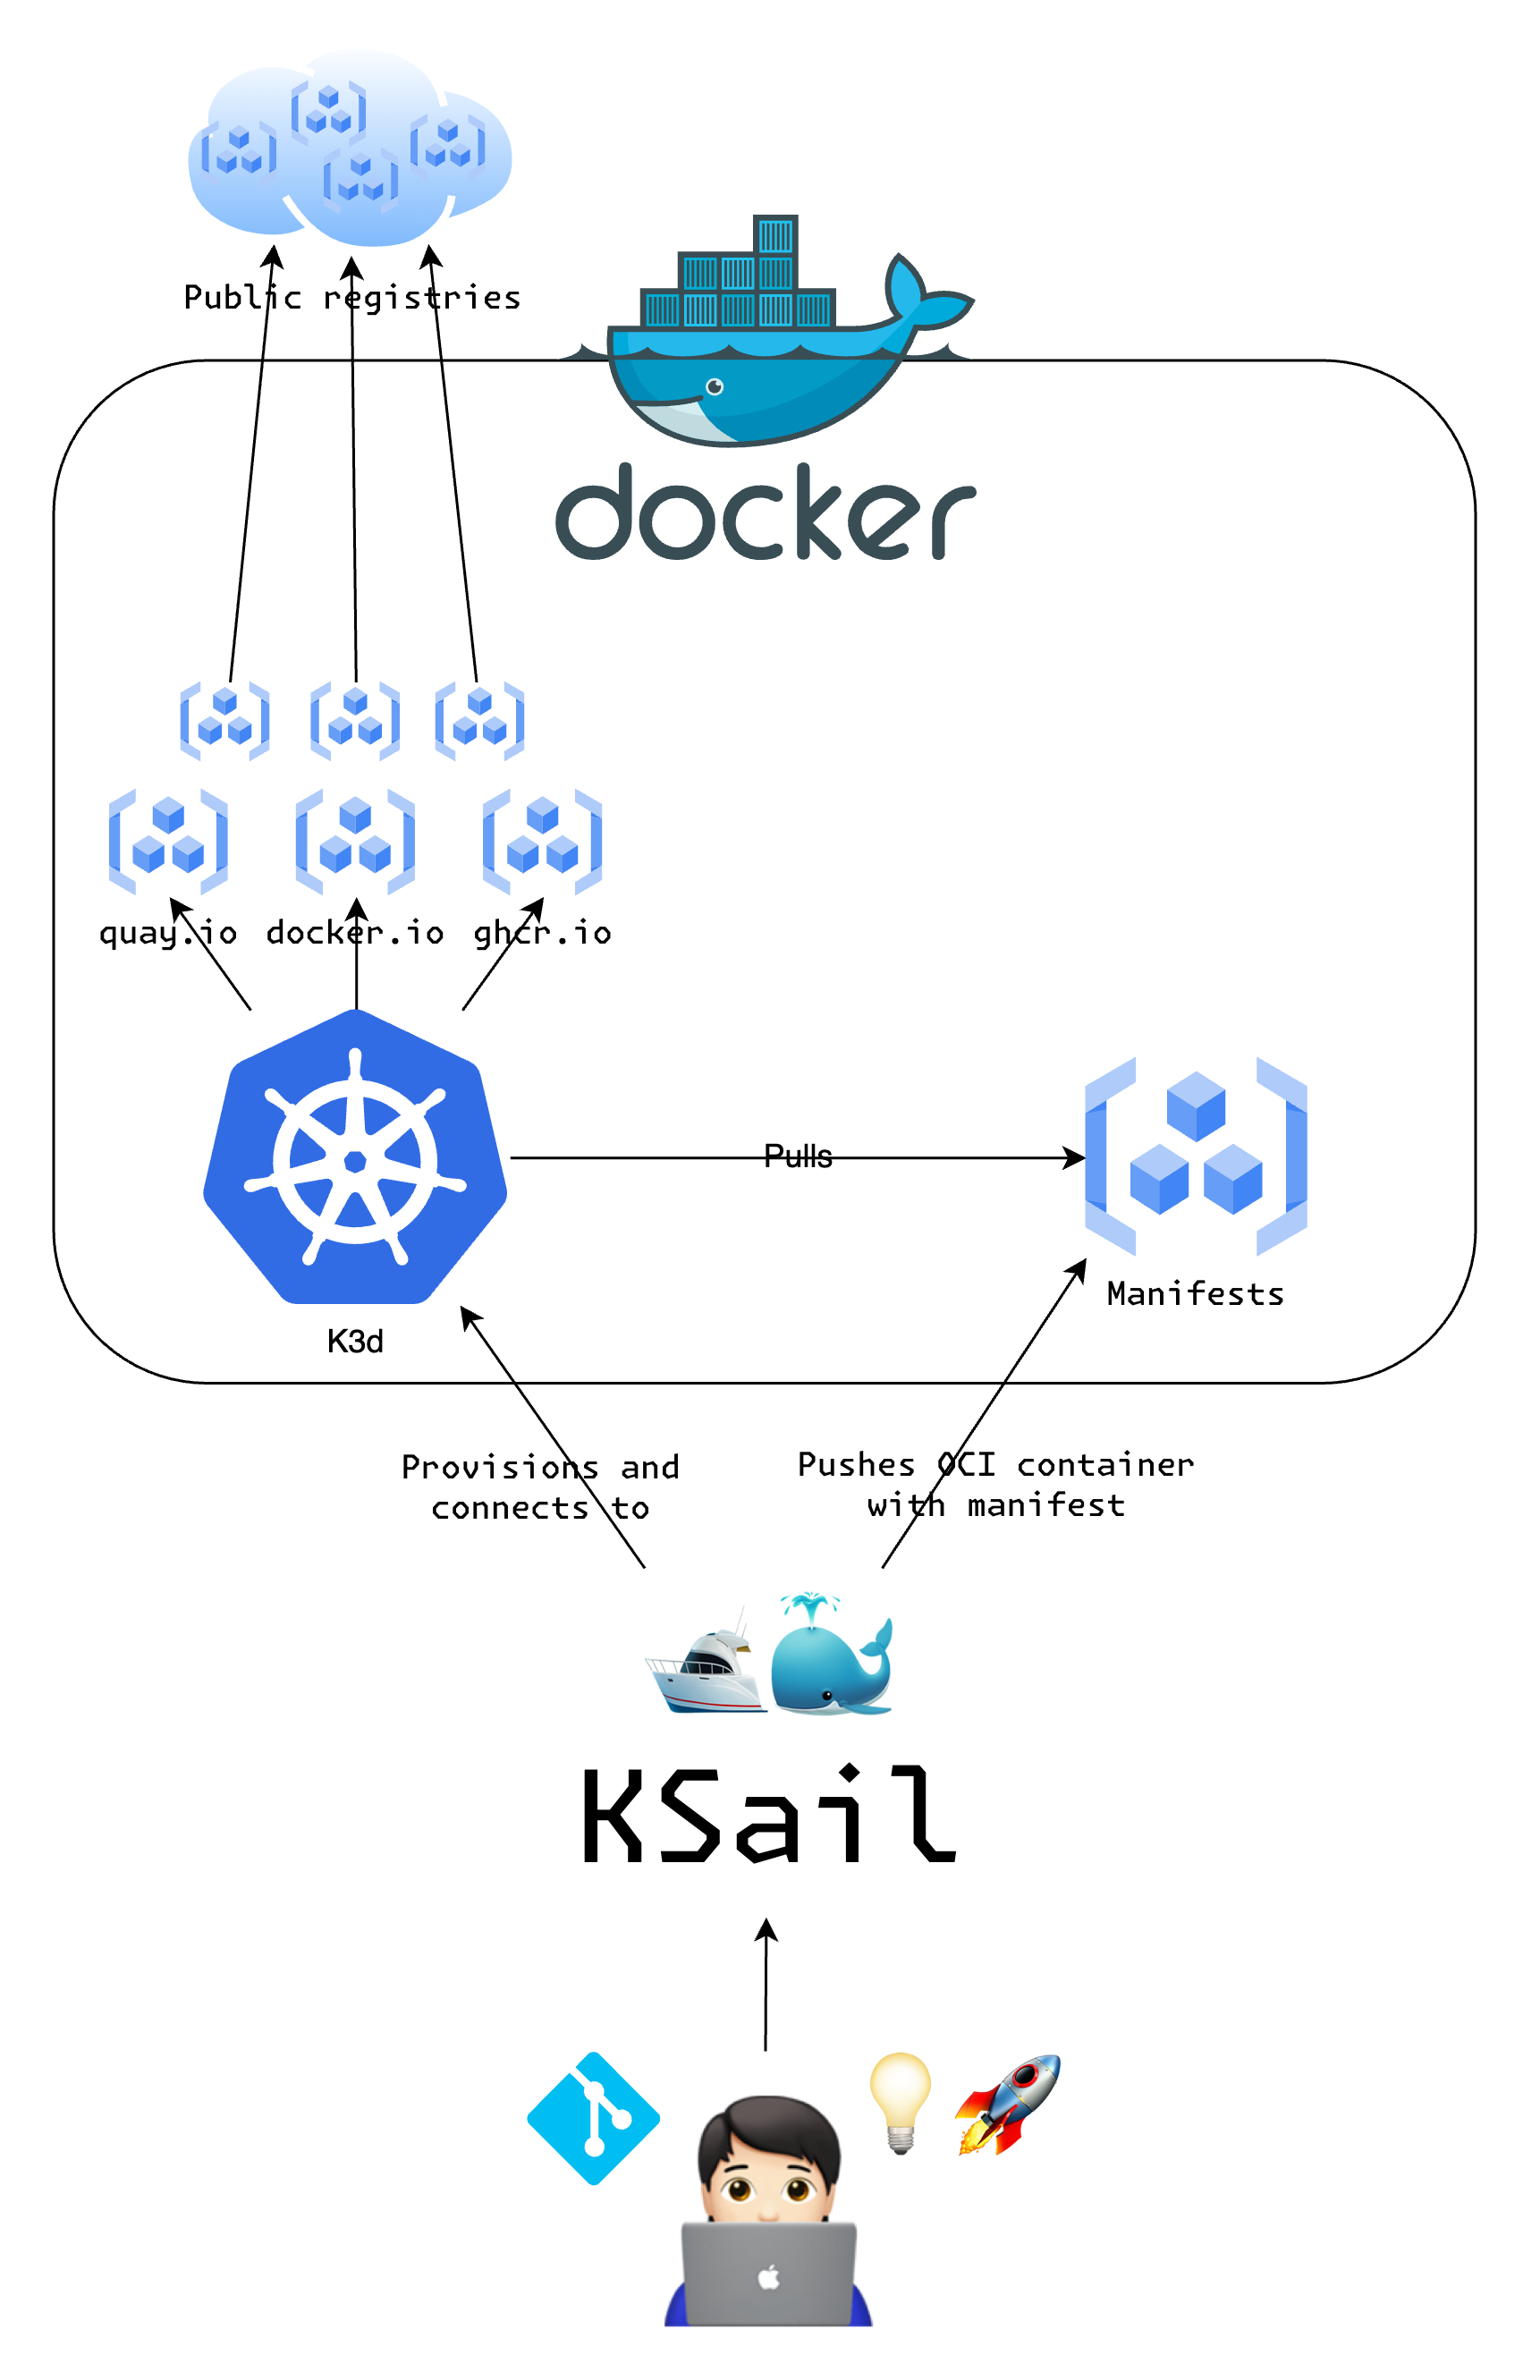 Public registries
docker
quay.io
docker.io
ghcr.io
Pulls
Manifests
K3d
Provisions and
connects to
Pushes OCI container
with manifest
KSail